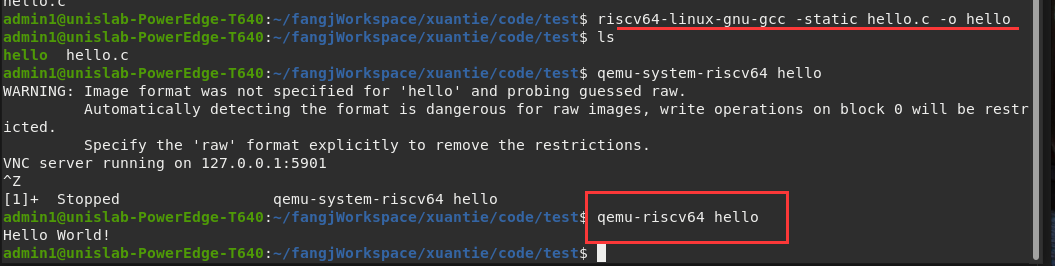 hello.c
admin1@unislab-PowerEdge-T640:~/fangjWorkspace/xuantie/code/test$ riscv64-linux-gnu-gcc -static hello.c -o hello
admin1@unislab-PowerEdge-T640:~/fangjWorkspace/xuantie/code/test$ ls
hello  hello.c
admin1@unislab-PowerEdge-T640:~/fangjWorkspace/xuantie/code/test$ qemu-system-riscv64 hello
WARNING: Image format was not specified for 'hello' and probing guessed raw.
         Automatically detecting the format is dangerous for raw images, write operations on block 0 will be restr
icted.
         Specify the 'raw' format explicitly to remove the restrictions.
VNC server running on 127.0.0.1:5901
^Z
[1]+  Stopped                 qemu-system-riscv64 hello
admin1@unislab-PowerEdge-T640:~/fangjWorkspace/xuantie/code/test$ qemu-riscv64 hello
Hello World!
admin1@unislab-PowerEdge-T640:~/fangjWorkspace/xuantie/code/test$